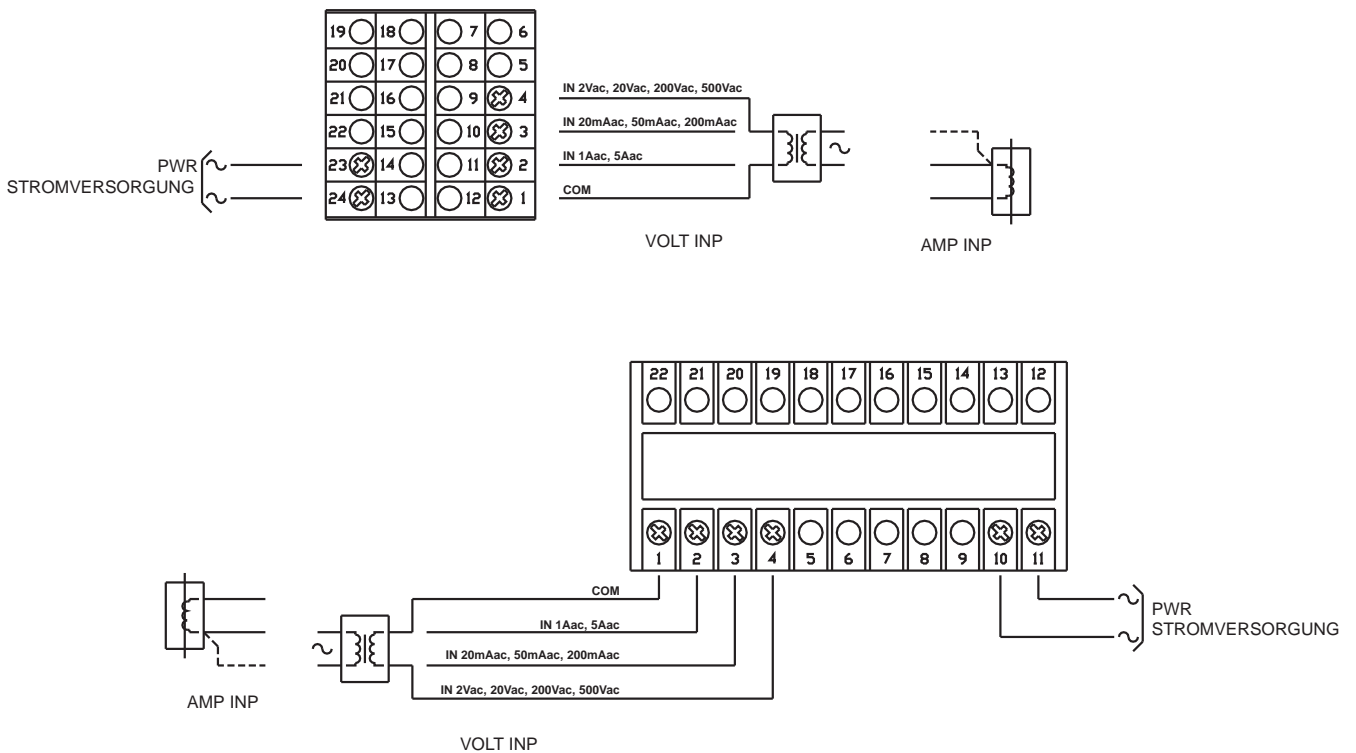 19 18 7 6
20 17 8 5
21 16 9 4
22 15 10 3
23 14 11 2
24 13 12 1
IN 2Vac, 20Vac, 200Vac, 500Vac
IN 20mAac, 50mAac, 200mAac
IN 1Aac, 5Aac
COM
PWR
STROMVERSORGUNG
VOLT INP
AMP INP
22 21 20 19 18 17 16 15 14 13 12
1 2 3 4 5 6 7 8 9 10 11
COM
IN 1Aac, 5Aac
IN 20mAac, 50mAac, 200mAac
IN 2Vac, 20Vac, 200Vac, 500Vac
PWR
STROMVERSORGUNG
AMP INP
VOLT INP